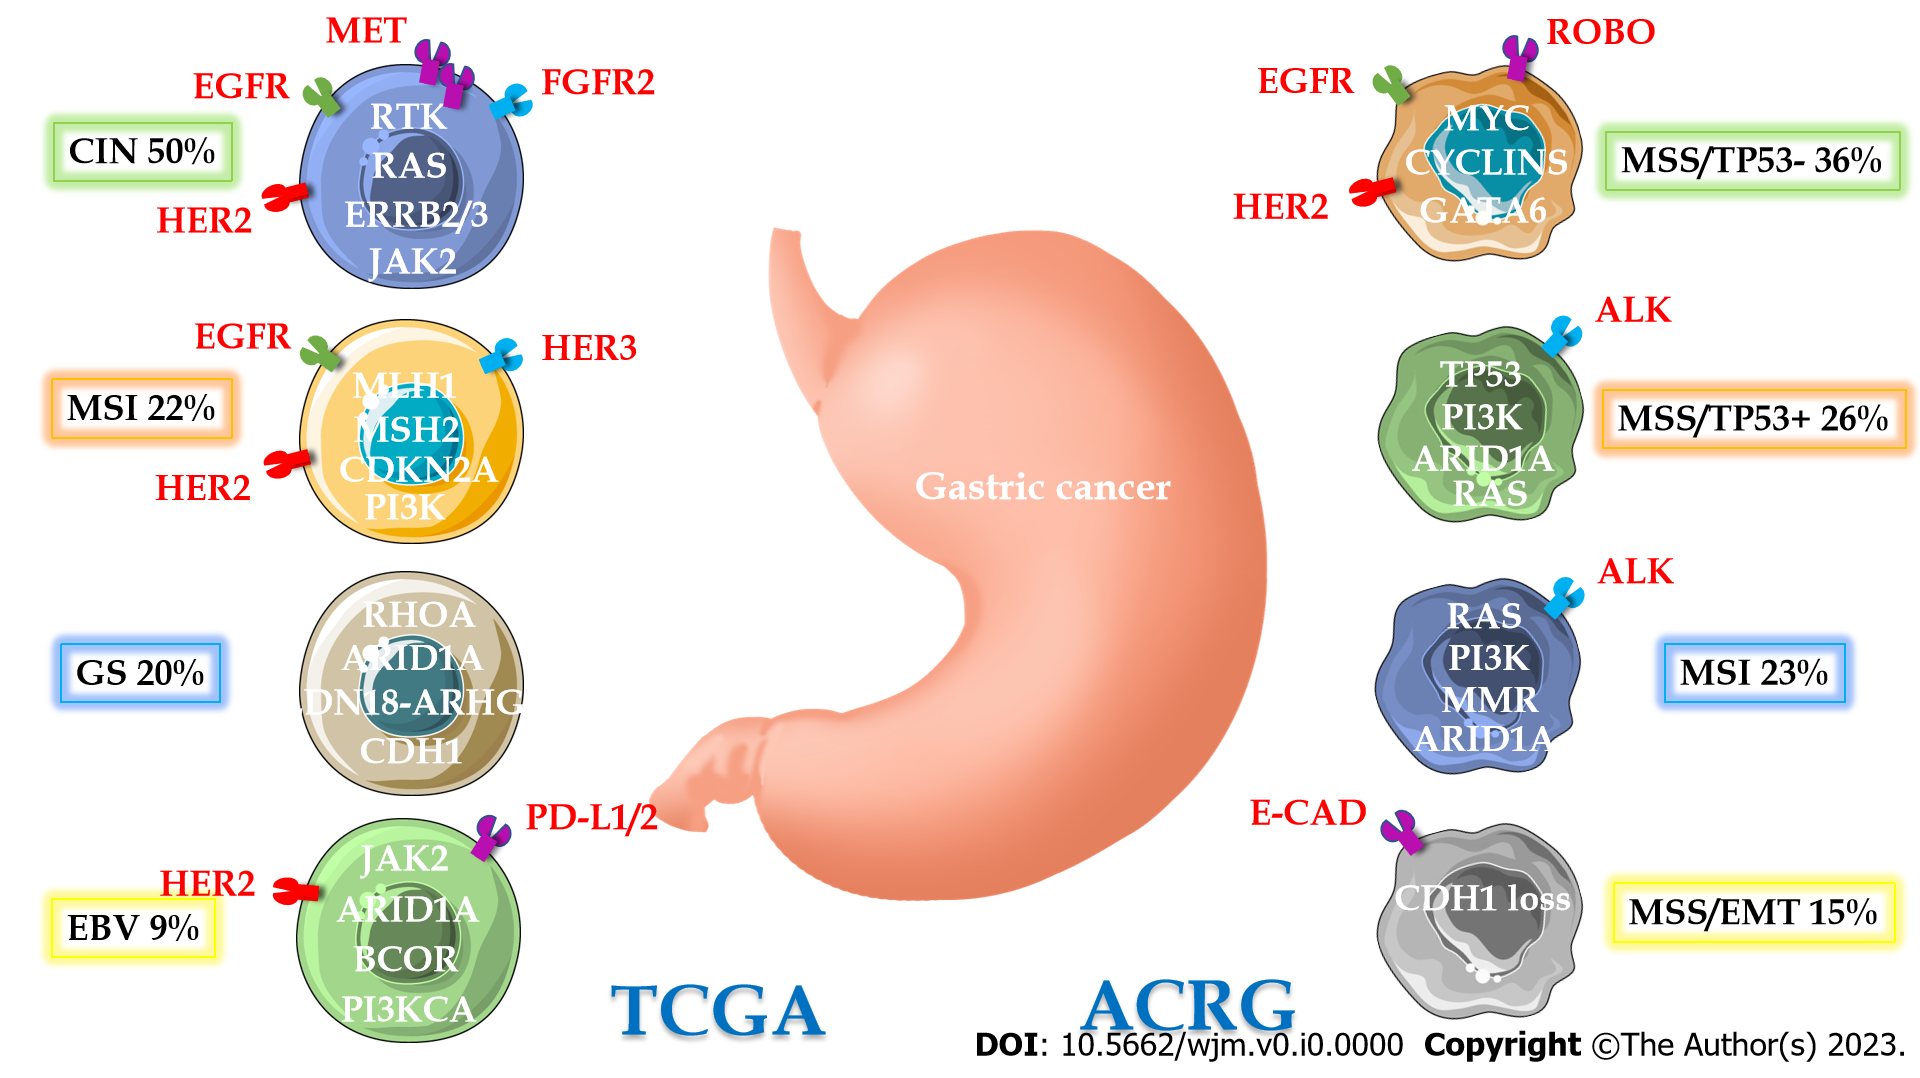 MET
EGFR
FGFR2
CIN 50%
HER2
RTK
RAS
ERRB2/3
JAK2
EGFR
HER3
MSI 22%
HER2
MLH1
MSH2
CDKN2A
PI3K
GS 20%
RHOA
ARID1A
DN18-ARHG
CDH1
PD-L1/2
HER2
EBV 9%
JAK2
ARID1A
BCOR
PI3KCA
TCGA
Gastric cancer
ROBO
EGFR
HER2
MYC
CYCLINS
GATA6
MSS/TP53- 36%
ALK
TP53
PI3K
ARID1A
RAS
MSS/TP53+ 26%
ALK
RAS
PI3K
MMR
ARID1A
MSI 23%
E-CAD
CDH1 loss
MSS/EMT 15%
ACRG
DOI: 10.5662/wjm.v0.i0.0000 Copyright ©The Author(s) 2023.